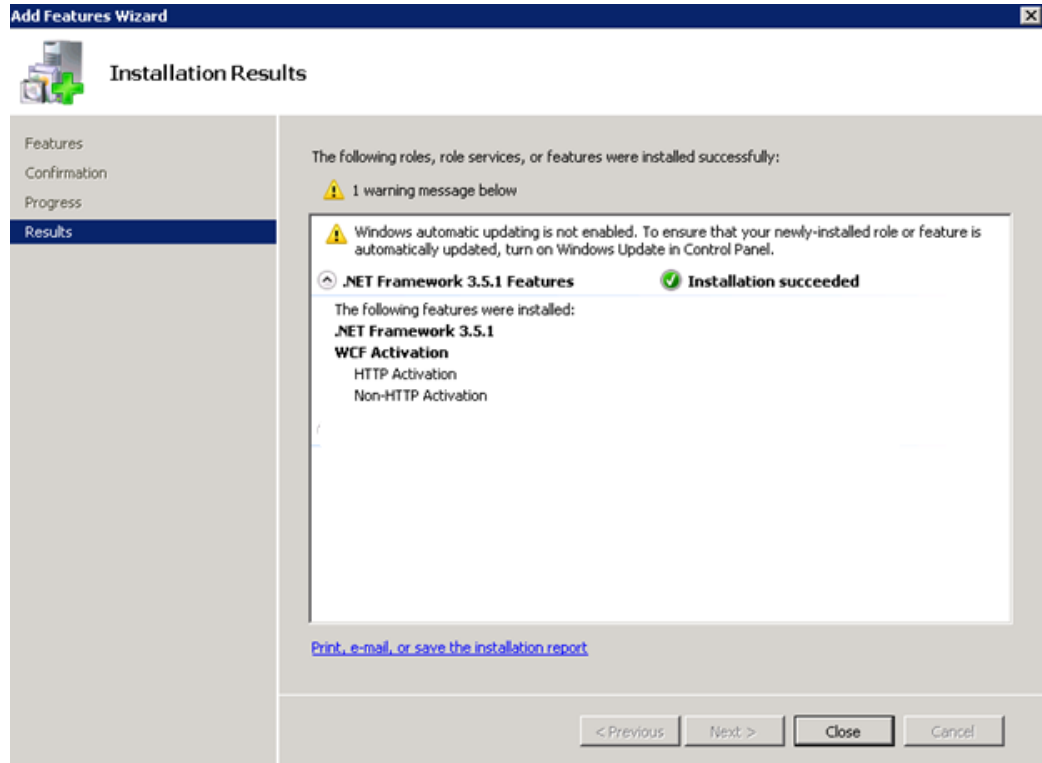 Add Features Wizard
Installation Results
Features
Confirmation
Progress
Results
The following roles, role services, or features were installed successfully:
1 warning message below
Windows automatic updating is not enabled. To ensure that your newly-installed role or feature is
automatically updated, turn on Windows Update in Control Panel.
.NET Framework 3.5.1 Features Installation succeeded
The following features were installed:
.NET Framework 3.5.1
WCF Activation
HTTP Activation
Non-HTTP Activation
Print, e-mail, or save the installation report
< Previous Next > Close Cancel